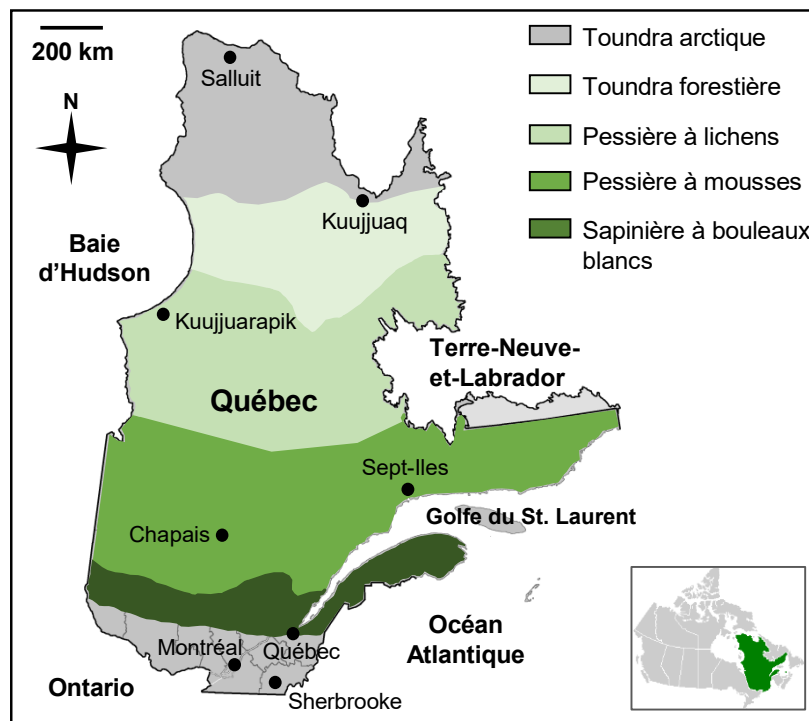 200 km
N
Salluit
Kuujjuaq
Baie
d'Hudson
Kuujjuarapik
Terre-Neuve-
et-Labrador
Québec
Sept-Iles
Golfe du St. Laurent
Chapais
Océan
Atlantique
Montréal
Québec
Ontario
Sherbrooke
Toundra arctique
Toundra forestière
Pessière à lichens
Pessière à mousses
Sapinière à bouleaux
blancs